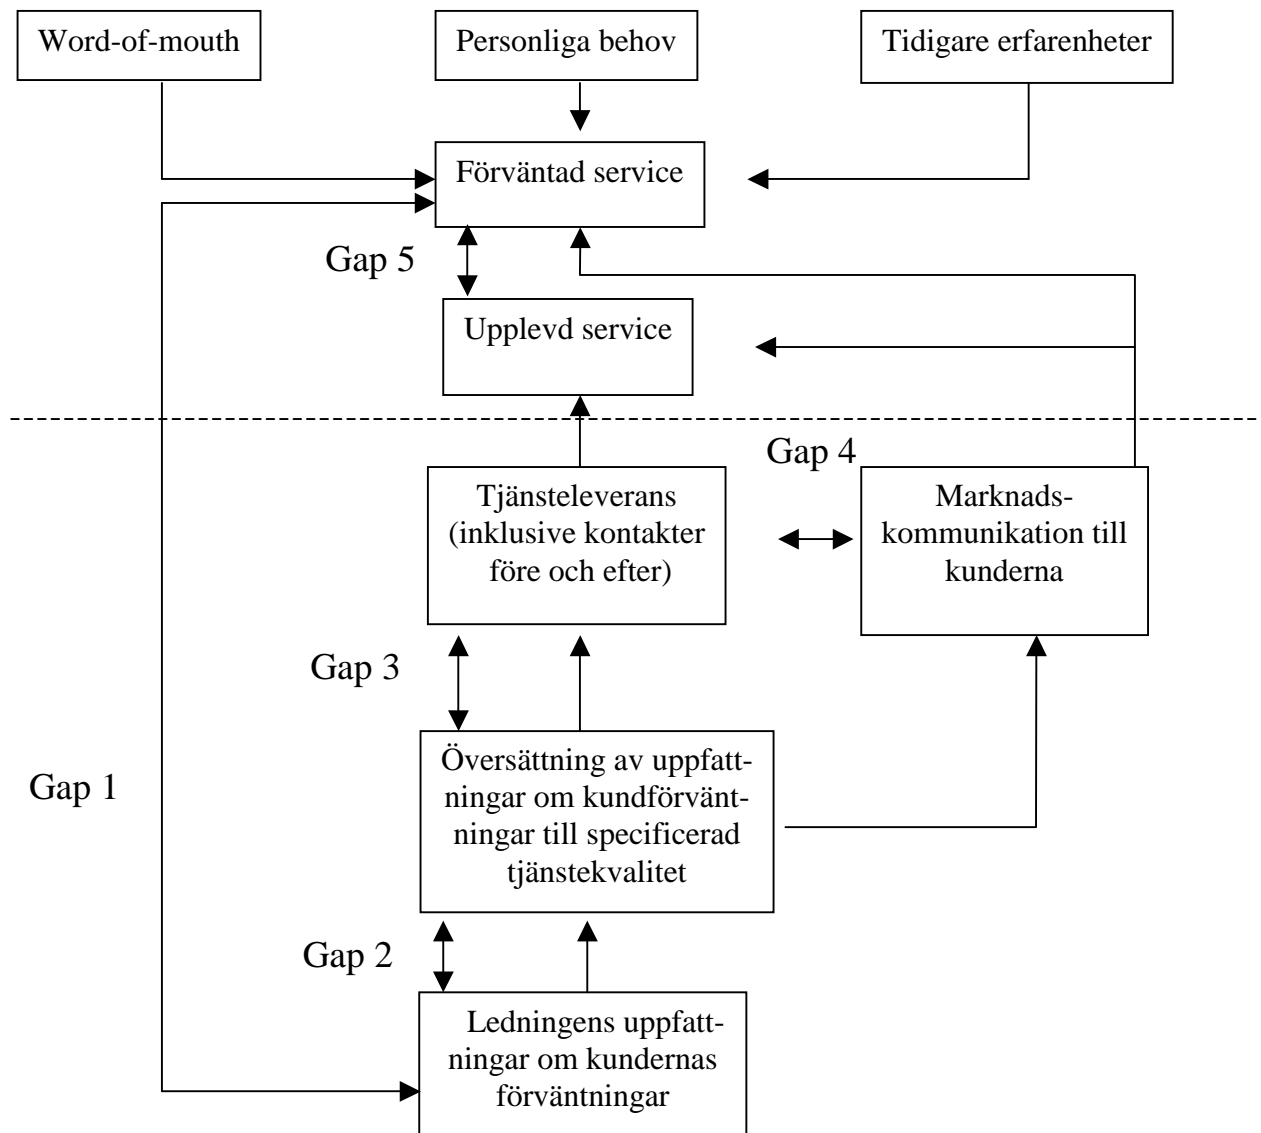 Word-of-mouth
Personliga behov
Tidigare erfarenheter
Förväntad service
Gap 5
Upplevd service
Gap 4
Tjänsteleverans
(inklusive kontakter
före och efter)
Marknads-
kommunikation till
kunderna
Gap 3
Gap 1
Översättning av uppfatt-
ningar om kundförvänt-
ningar till specificerad
tjänstekvalitet
Gap 2
Ledningens uppfatt-
ningar om kundernas
förväntningar